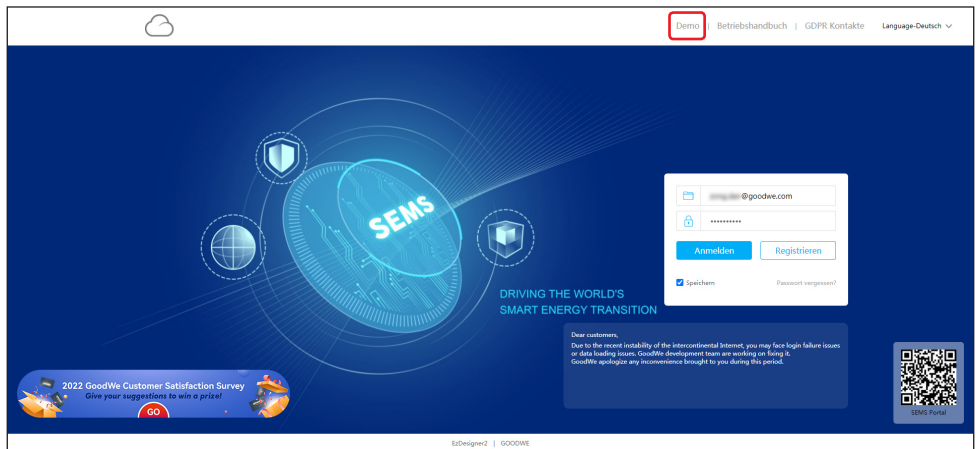 Demo | Betriebshandbuch | GDPR Kontakte Language-Deutsch
SEMS
@goodwe.com
Anmelden Registrieren
Speichern Passwort vergessen?
DRIVING THE WORLD'S
SMART ENERGY TRANSITION
Dear customers,
Due to the recent instability of the intercontinental Internet, you may face login failure issues
or data loading issues. GoodWe development team are working on fixing it.
GoodWe apologize any inconvenience brought to you during this period.
2022 GoodWe Customer Satisfaction Survey
Give your suggestions to win a prize!
GO
SEMS Portal
EzDesigner2 | GOODWE